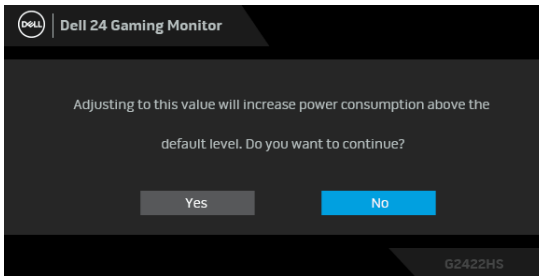 DELL
Dell 24 Gaming Monitor
Adjusting to this value will increase power consumption above the
default level. Do you want to continue?
Yes No
G2422HS